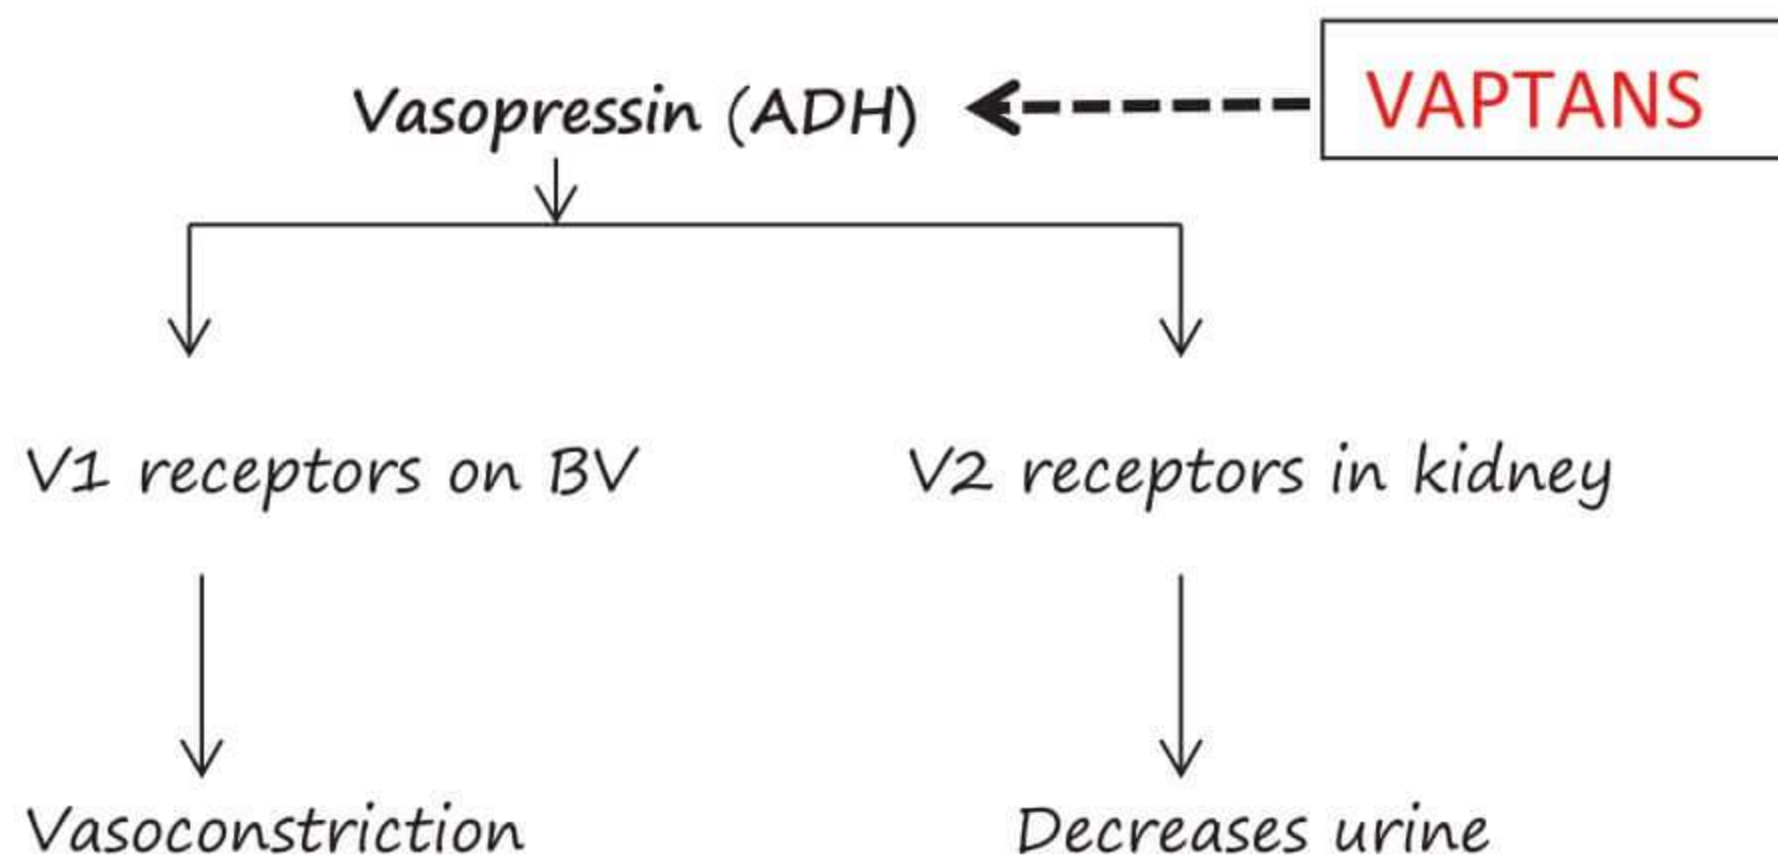 Vasopressin (ADH) VAPTANS
V1 receptors on BV V2 receptors in kidney
Vasoconstriction Decreases urine